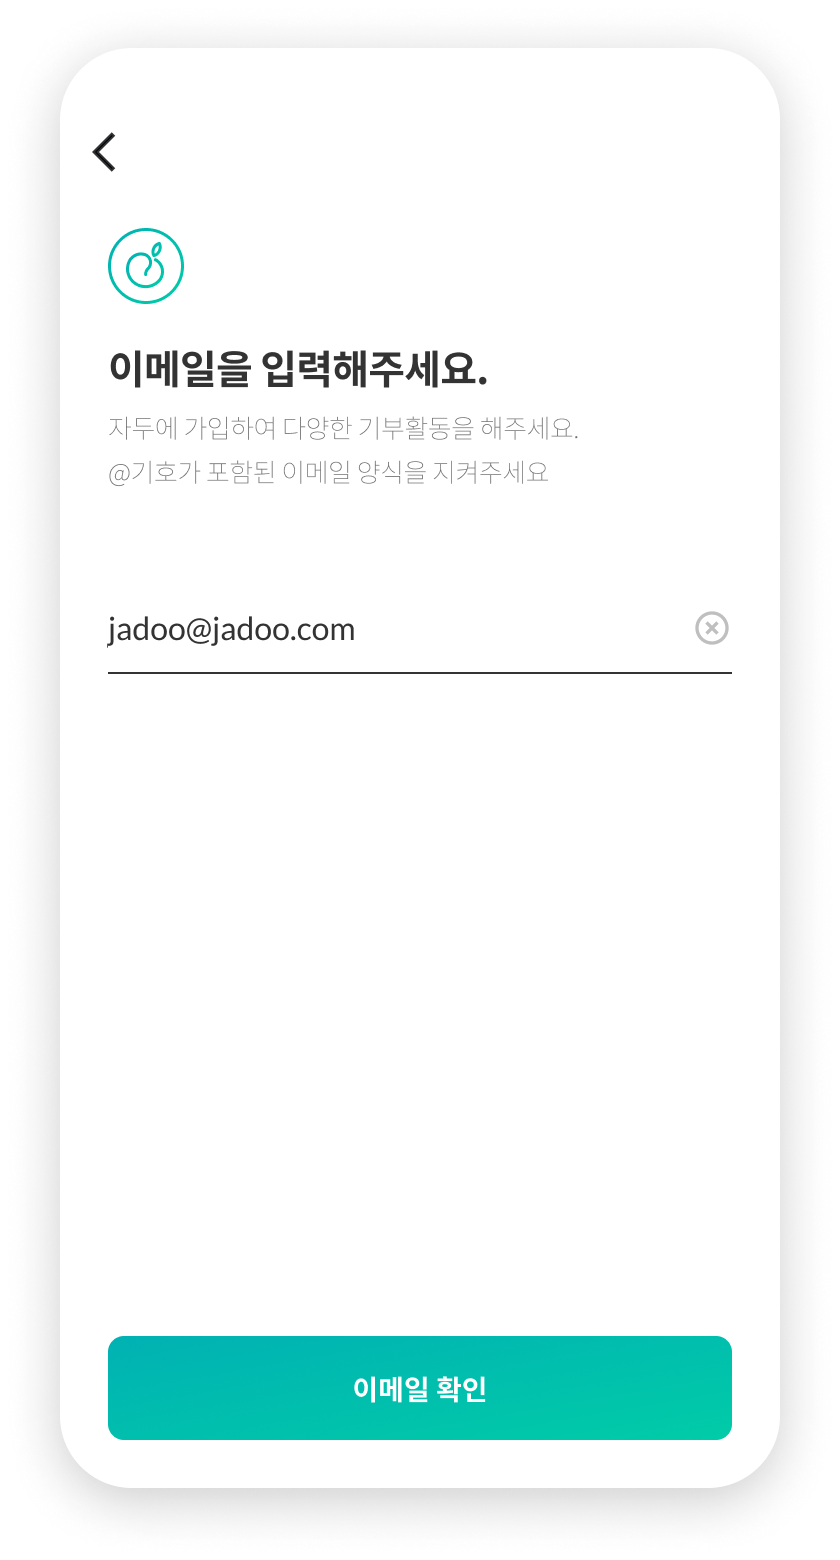 이메일을 입력해주세요.
자두에 가입하여 다양한 기부활동을 해주세요.
@기호가 포함된 이메일 양식을 지켜주세요
jadoo@jadoo.com
이메일 확인